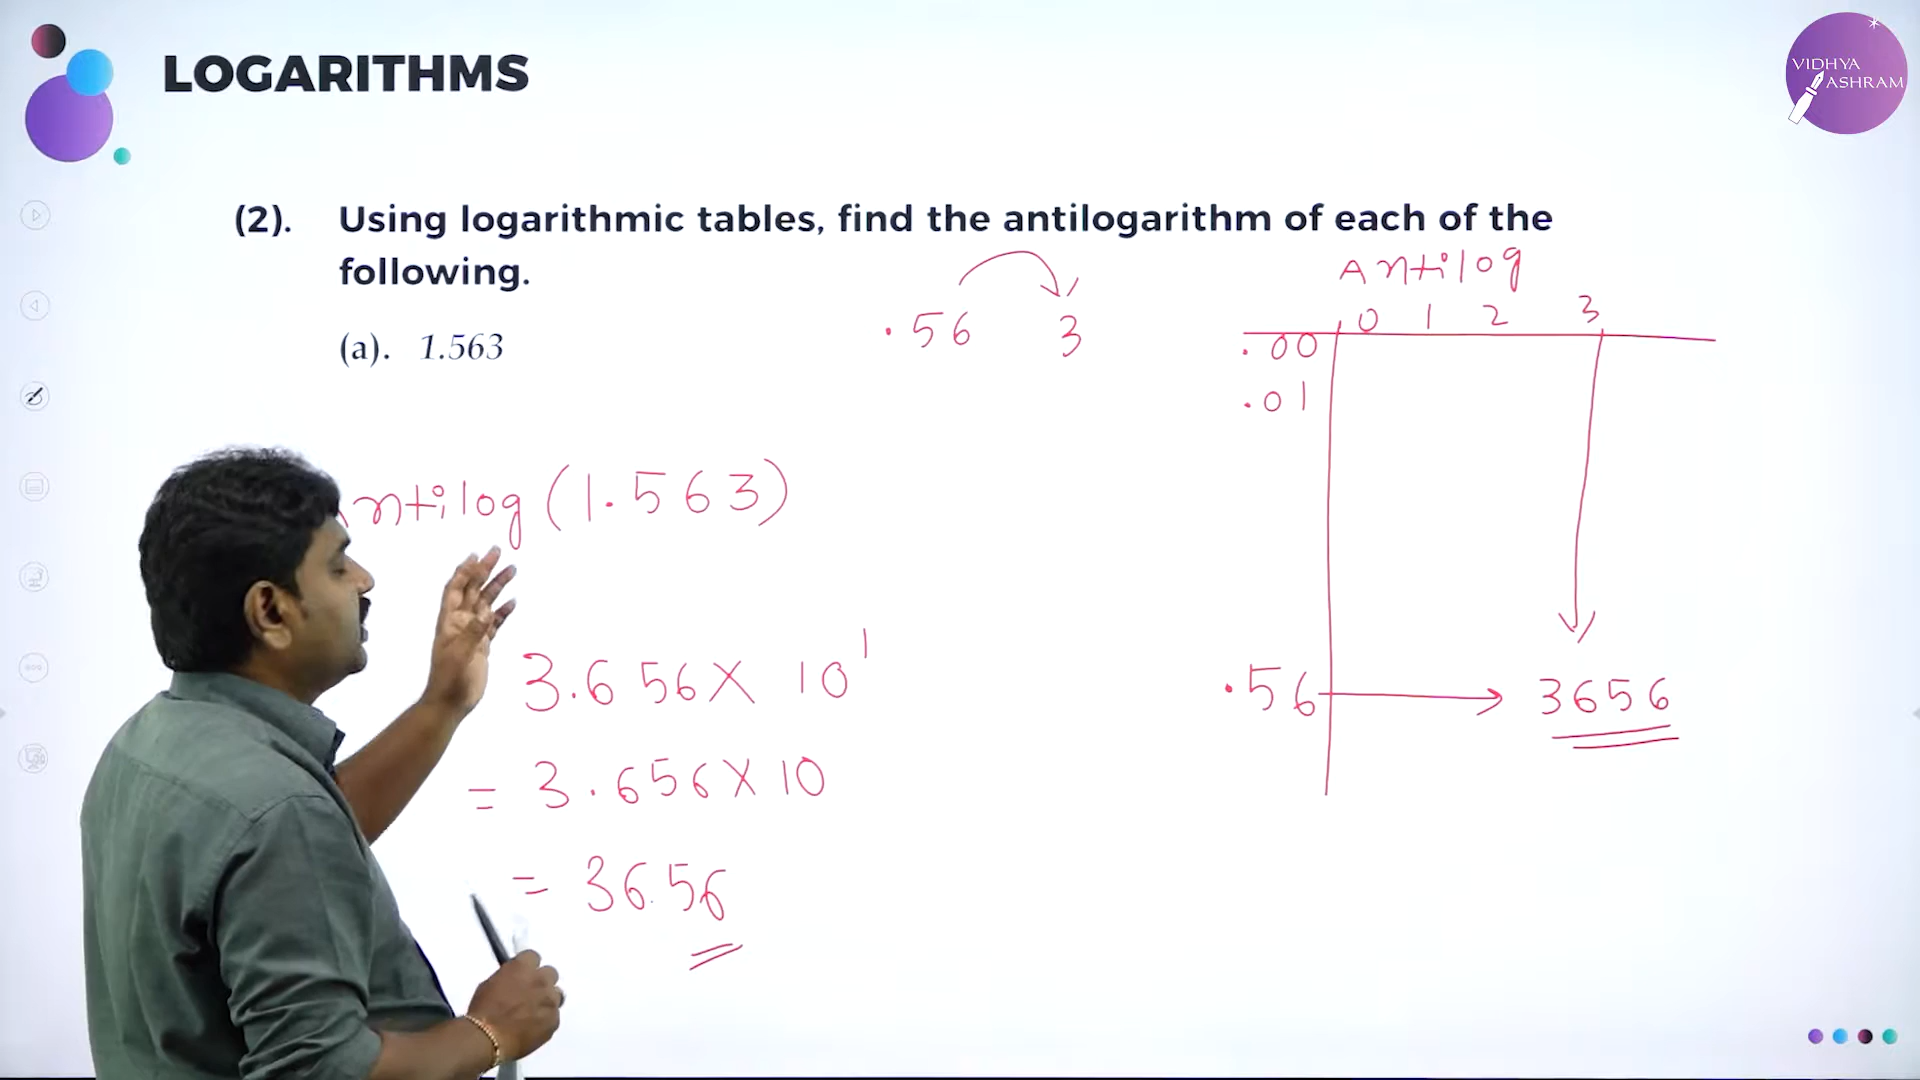 LOGARITHMS
VIDHYA
ASHRAM
(2). Using logarithmic tables, find the antilogarithm of each of the
following.
(a). 1.563
.56 3
Antilog
0 1 2 3
.00
.01
.56 3656
ntilog (1.563)
3.656 X 10¹
= 3.656 X 10
= 36.56